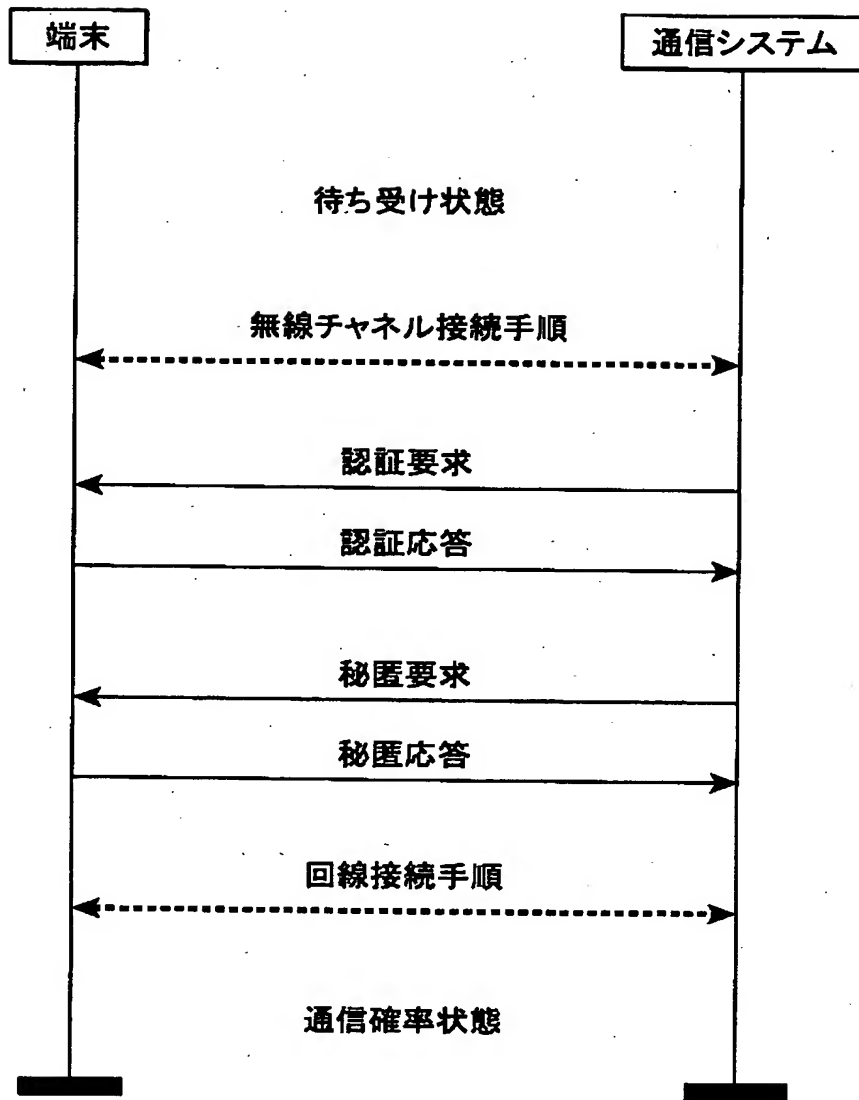 端末
通信システム
待ち受け状態
無線チャネル接続手順
認証要求
認証応答
秘匿要求
秘匿応答
回線接続手順
通信確率状態